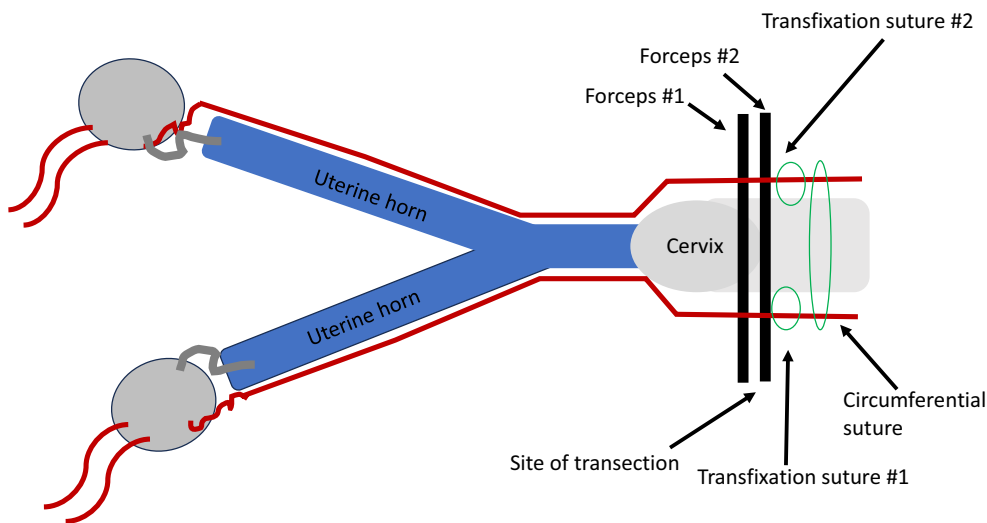 Transfixation suture #2
Forceps #2
Forceps #1
Uterine horn
Cervix
Uterine horn
Circumferential
suture
Site of transection
Transfixation suture #1